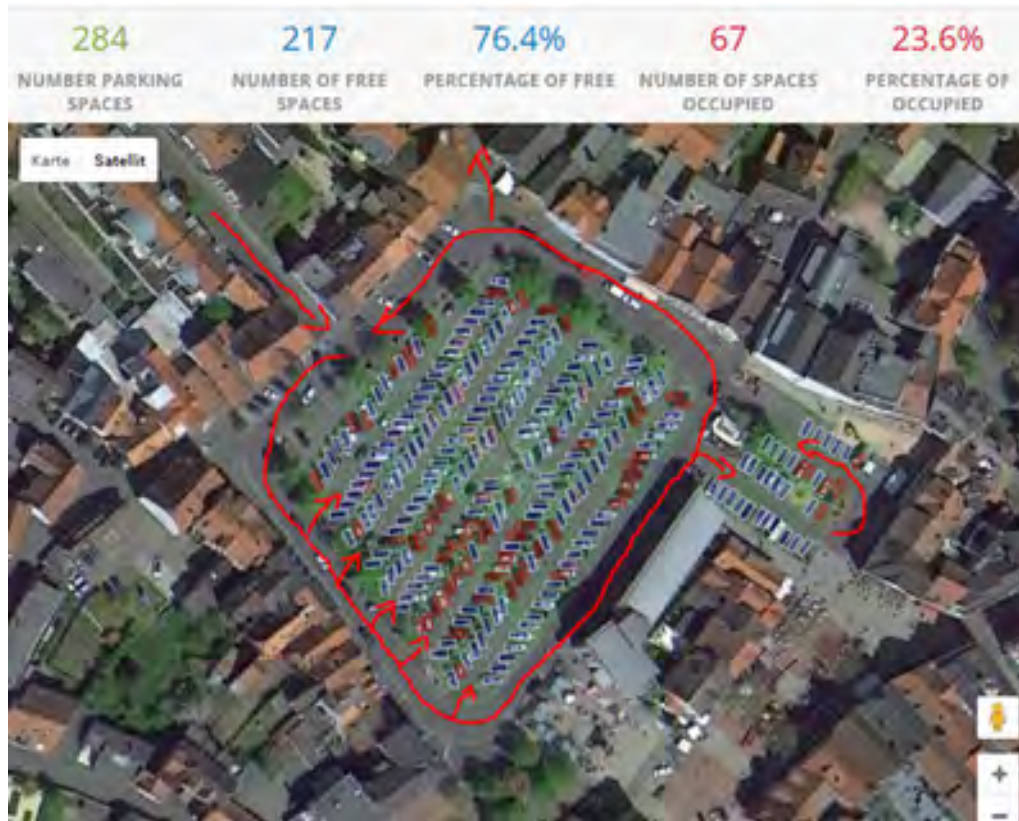 284 217 76.4% 67 23.6%
NUMBER PARKING NUMBER OF FREE PERCENTAGE OF FREE NUMBER OF SPACES PERCENTAGE OF
SPACES SPACES OCCUPIED OCCUPIED
Karte Satellit
+
−